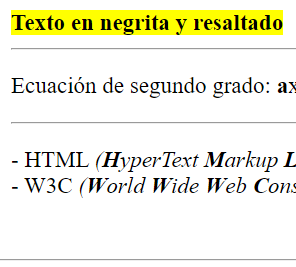 Texto en negrita y resaltado
Ecuación de segundo grado: ax
- HTML (HyperText Markup L
- W3C (World Wide Web Cons